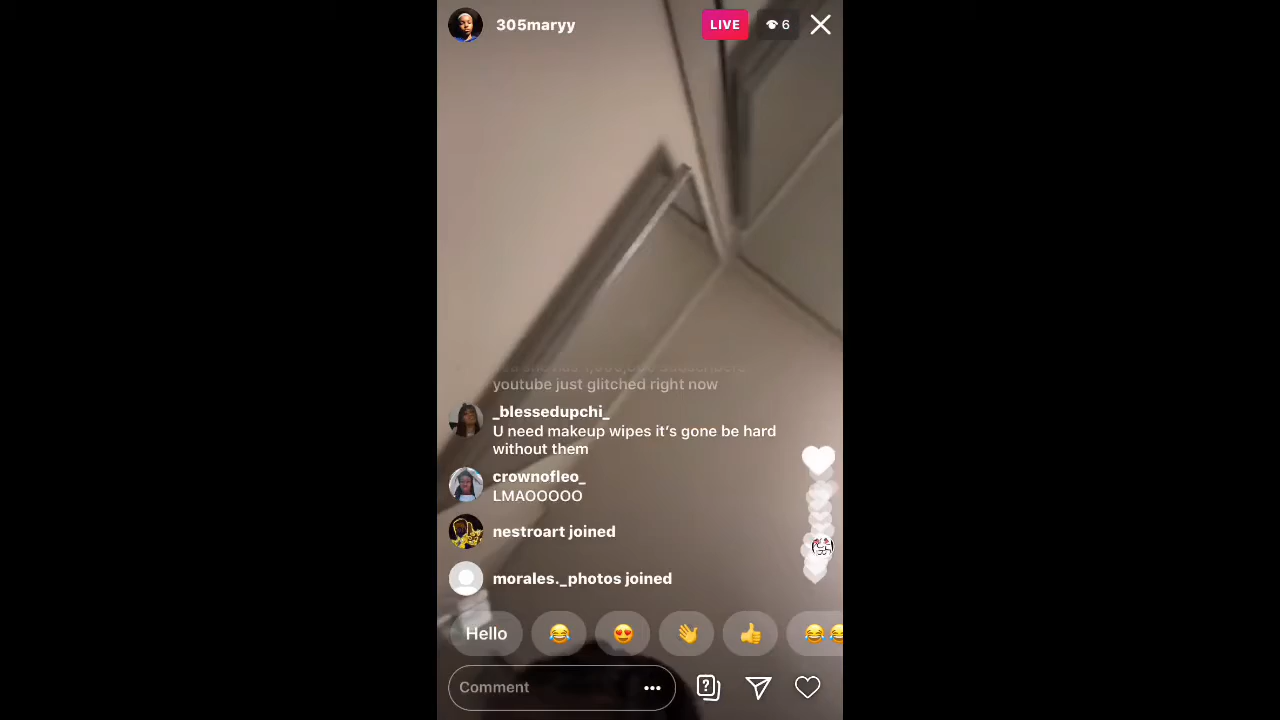 305maryy
LIVE
6
youtube just glitched right now
_blessedupchi_
U need makeup wipes it’s gone be hard
without them
crownofleo_
LMAOOOOO
nestroart joined
morales._photos joined
Hello
Comment